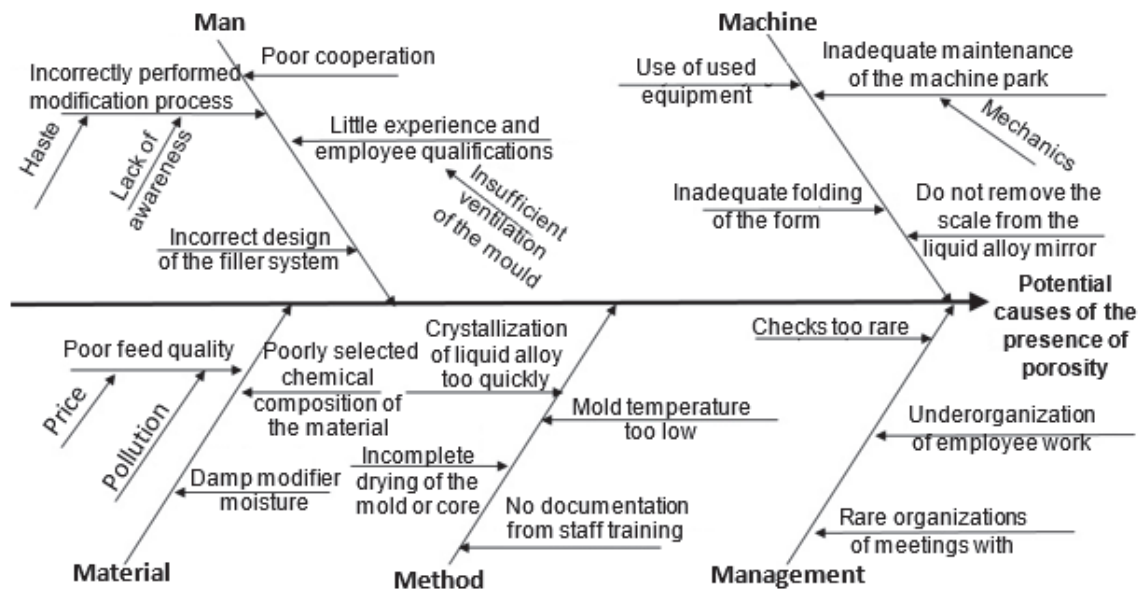 Man
Poor cooperation
Incorrectly performed
modification process
Haste
Lack of
awareness
Little experience and
employee qualifications
Insufficient
ventilation
of the mould
Incorrect design
of the filler system
Machine
Use of used
equipment
Inadequate maintenance
of the machine park
Mechanics
Inadequate folding
of the form
Do not remove the
scale from the
liquid alloy mirror
Potential
causes of the
presence of
porosity
Poor feed quality
Price
Pollution
Poorly selected
chemical
composition of
the material
Damp modifier
moisture
Material
Crystallization
of liquid alloy
too quickly
Mold temperature
too low
Incomplete
drying of the
mold or core
No documentation
from staff training
Method
Checks too rare
Underorganization
of employee work
Rare organizations
of meetings with
Management